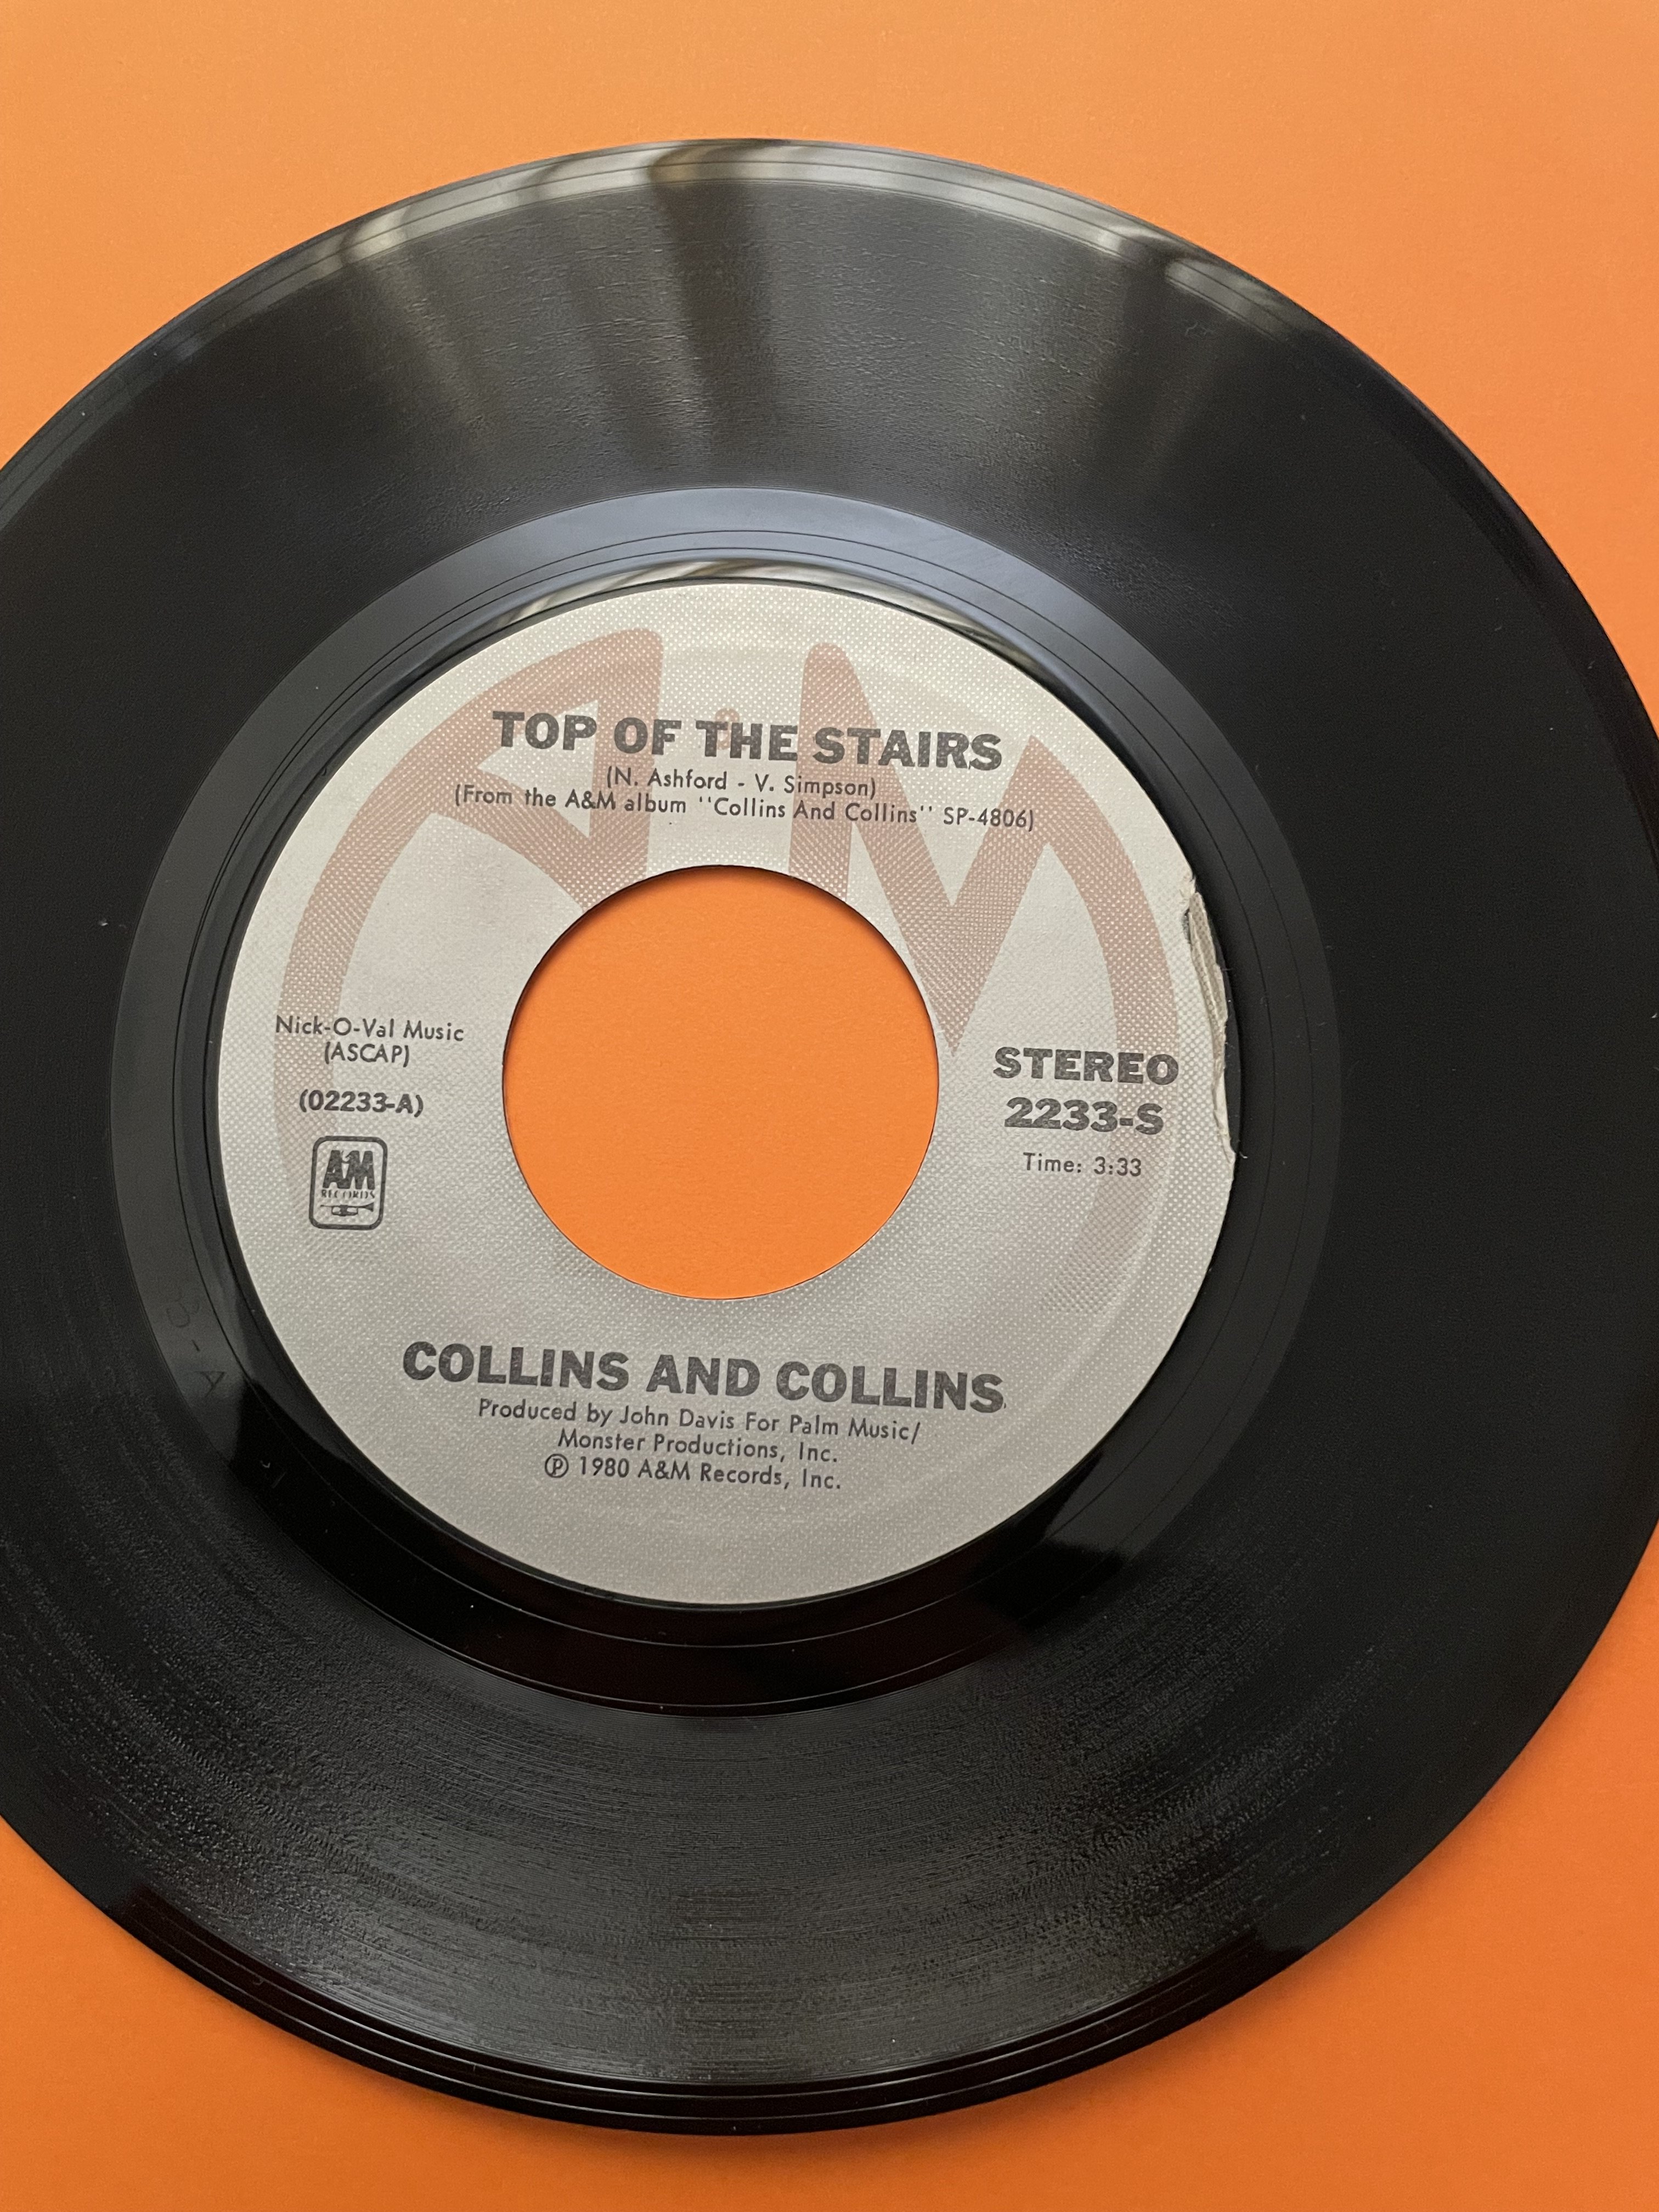 TOP OF THE STAIRS
(N. Ashford - V. Simpson)
(From the A&M album "Collins And Collins" SP-4806)
Nick-O-Val Music
(ASCAP)
(02233-A)
A&M
RECORDS
STEREO
2233-S
Time: 3:33
COLLINS AND COLLINS
Produced by John Davis For Palm Music/
Monster Productions, Inc.
Ⓟ 1980 A&M Records, Inc.